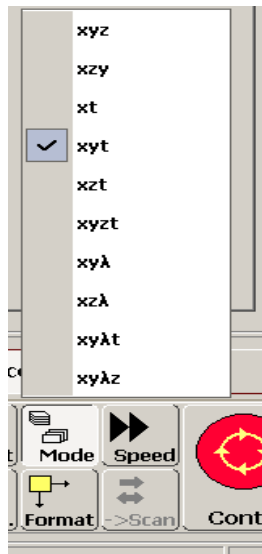 xyz
xzy
xt
xyt
xzt
xyzt
xyλ
xzλ
xyλt
xyλz
Mode Speed
Format ->Scan Cont